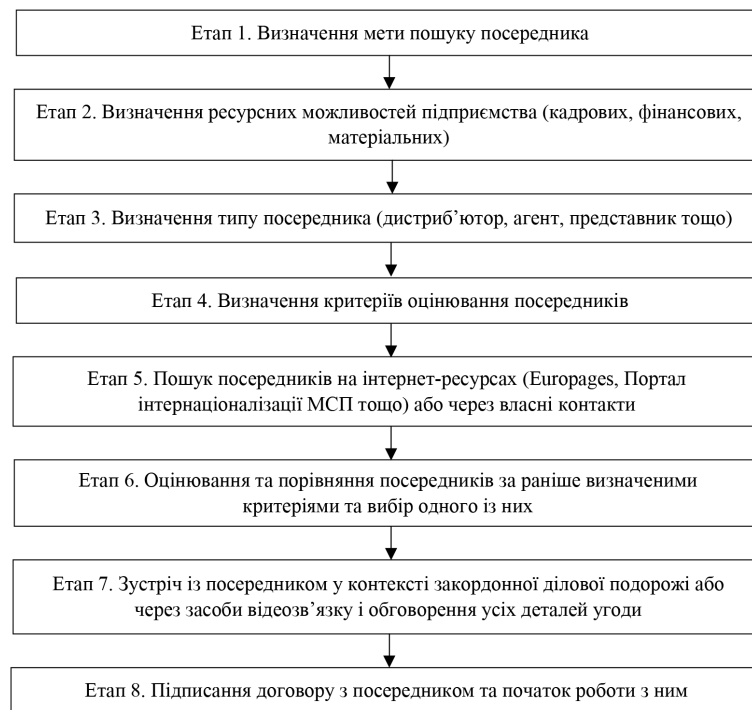 Етап 1. Визначення мети пошуку посередника
Етап 2. Визначення ресурсних можливостей підприємства (кадрових, фінансових,
матеріальних)
Етап 3. Визначення типу посередника (дистриб’ютор, агент, представник тощо)
Етап 4. Визначення критеріїв оцінювання посередників
Етап 5. Пошук посередників на інтернет-ресурсах (Europages, Портал
інтернаціоналізації МСП тощо) або через власні контакти
Етап 6. Оцінювання та порівняння посередників за раніше визначеними
критеріями та вибір одного із них
Етап 7. Зустріч із посередником у контексті закордонної ділової подорожі або
через засоби відеозв’язку і обговорення усіх деталей угоди
Етап 8. Підписання договору з посередником та початок роботи з ним